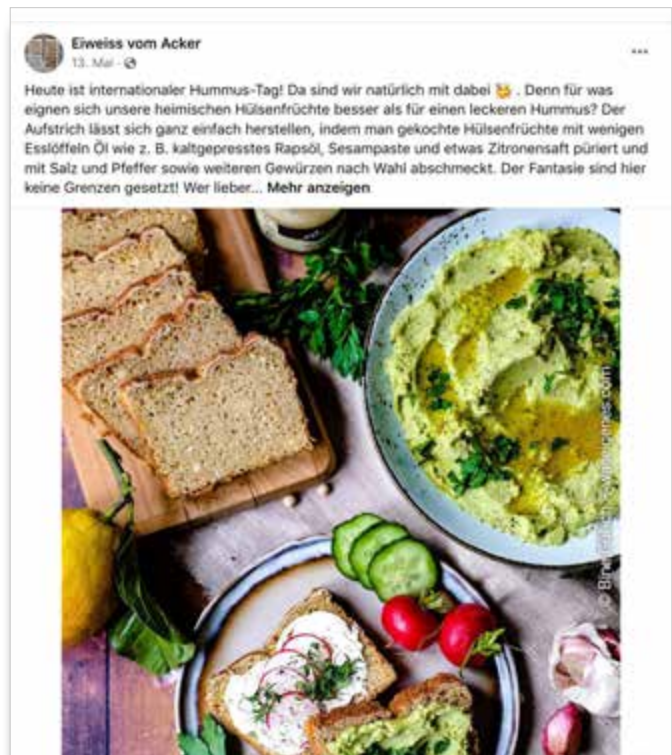 Eiweiss vom Acker
13. Mai ·
Heute ist internationaler Hummus-Tag! Da sind wir natürlich mit dabei 😋 . Denn für was
eignen sich unsere heimischen Hülsenfrüchte besser als für einen leckeren Hummus? Der
Aufstrich lässt sich ganz einfach herstellen, indem man gekochte Hülsenfrüchte mit wenigen
Esslöffeln Öl wie z. B. kaltgepresstes Rapsöl, Sesampaste und etwas Zitronensaft püriert und
mit Salz und Pfeffer sowie weiteren Gewürzen nach Wahl abschmeckt. Der Fantasie sind hier
keine Grenzen gesetzt! Wer lieber... Mehr anzeigen